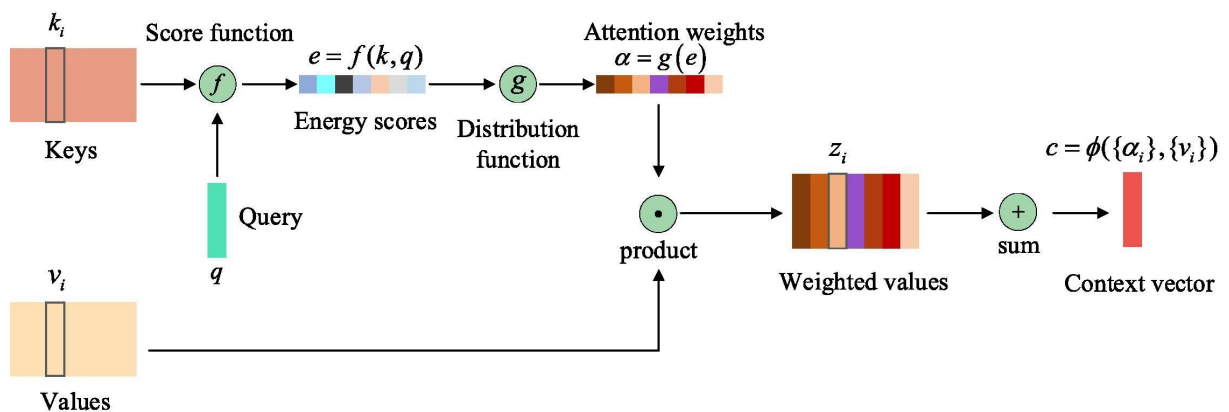 k_i
Score function
f
Keys
e = f(k, q)
Energy scores
g
Distribution
function
Attention weights
α = g(e)
Query
q
v_i
Values
•
product
z_i
Weighted values
+
sum
c = ϕ({α_i}, {v_i})
Context vector